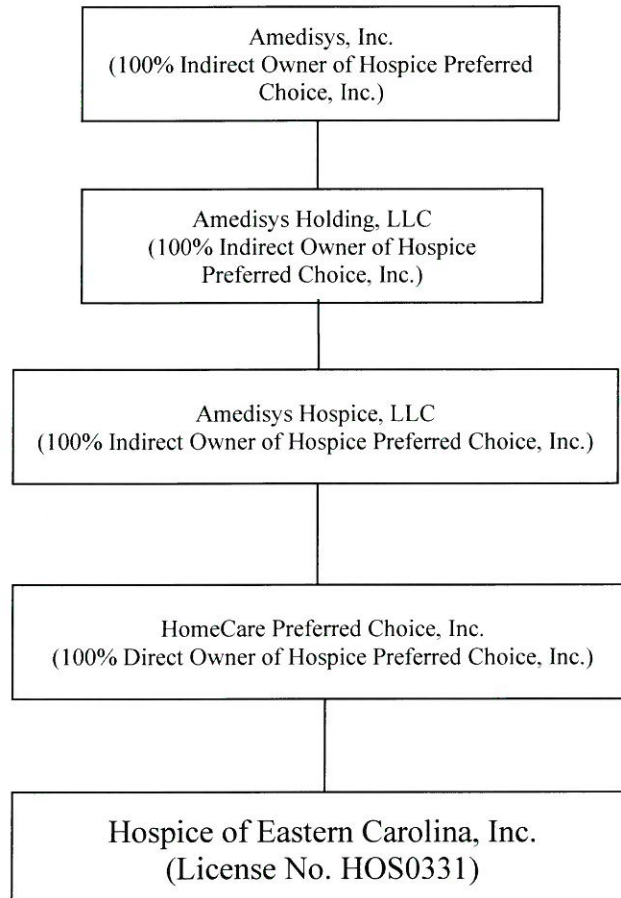 Amedisys, Inc.
(100% Indirect Owner of Hospice Preferred
Choice, Inc.)
Amedisys Holding, LLC
(100% Indirect Owner of Hospice
Preferred Choice, Inc.)
Amedisys Hospice, LLC
(100% Indirect Owner of Hospice Preferred Choice, Inc.)
HomeCare Preferred Choice, Inc.
(100% Direct Owner of Hospice Preferred Choice, Inc.)
Hospice of Eastern Carolina, Inc.
(License No. HOS0331)